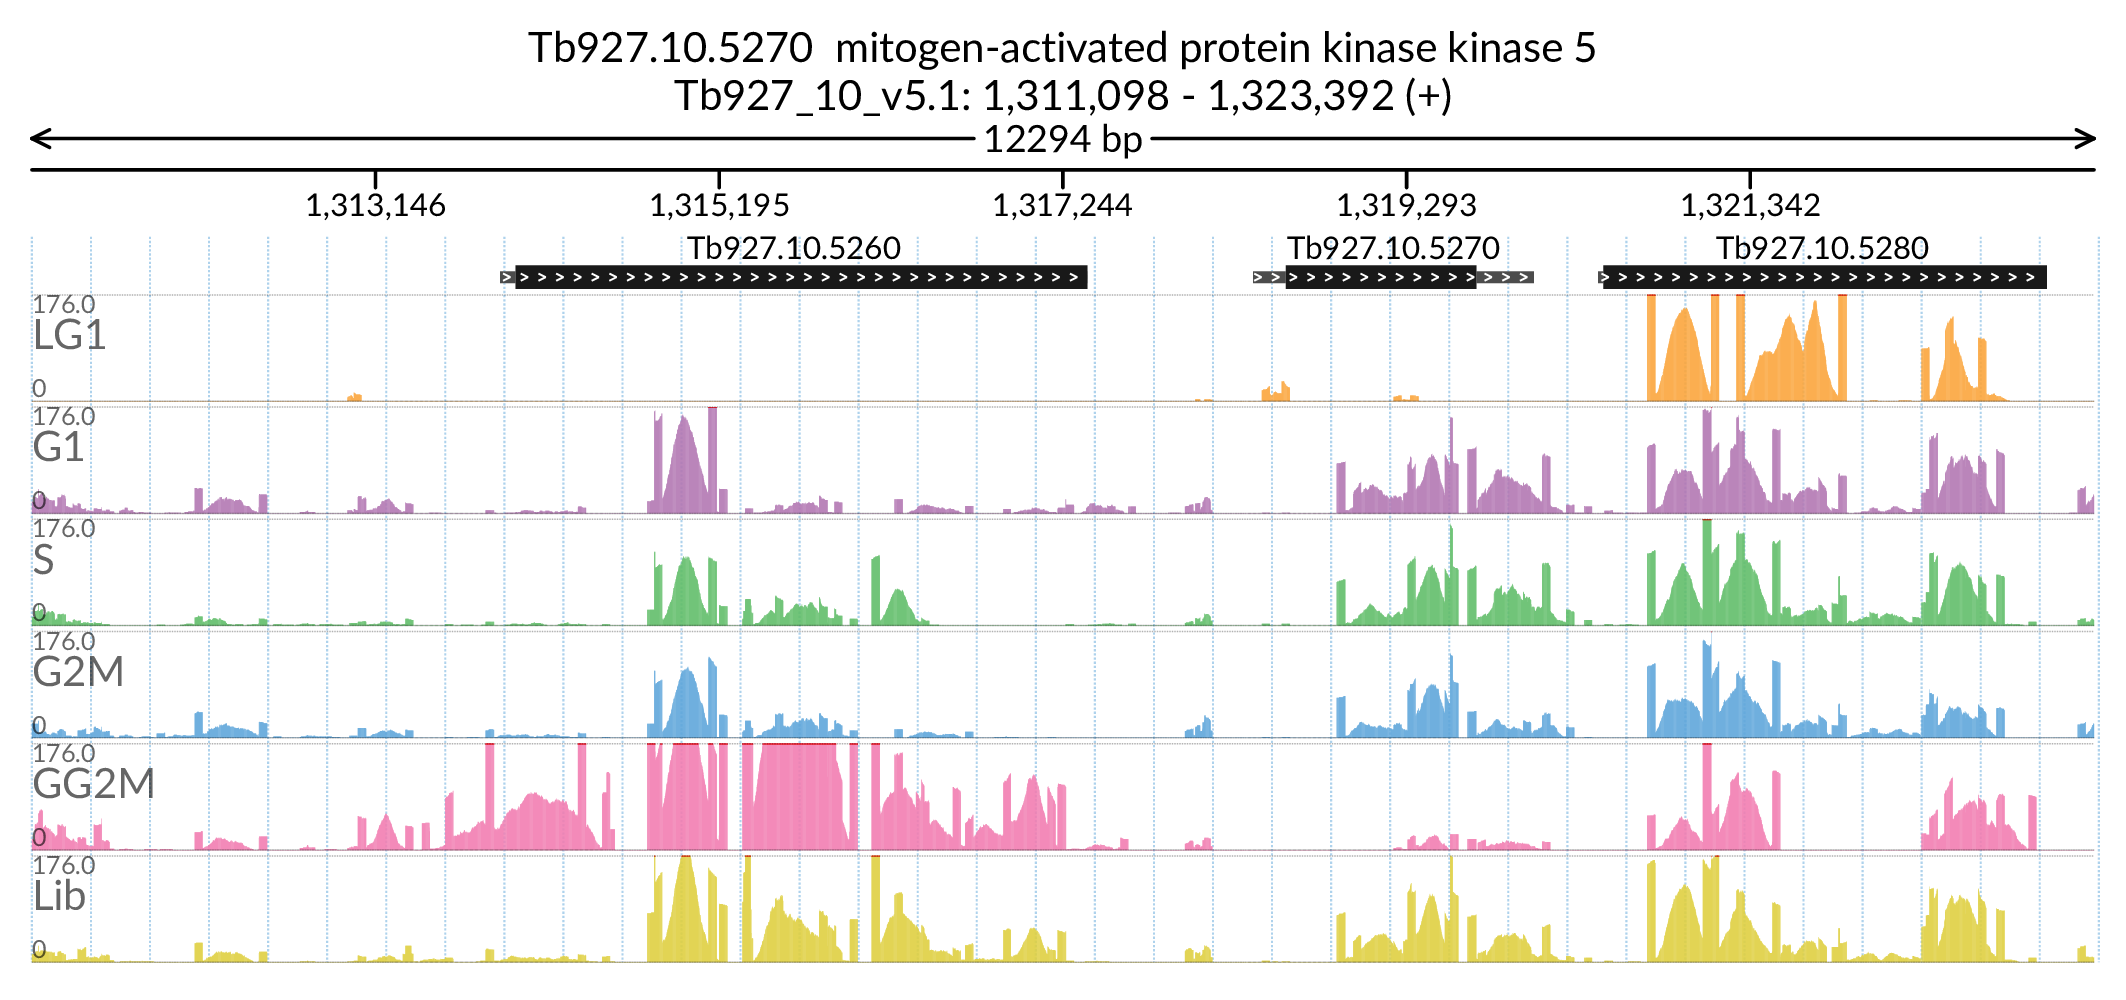 Tb927.10.5270 mitogen-activated protein kinase kinase 5
Tb927_10_v5.1: 1,311,098 - 1,323,392 (+)
12294 bp
1,313,146 1,315,195 1,317,244 1,319,293 1,321,342
Tb927.10.5260 Tb927.10.5270 Tb927.10.5280
176.0
LG1
0
176.0
G1
0
176.0
S
0
176.0
G2M
0
176.0
GG2M
0
176.0
Lib
0